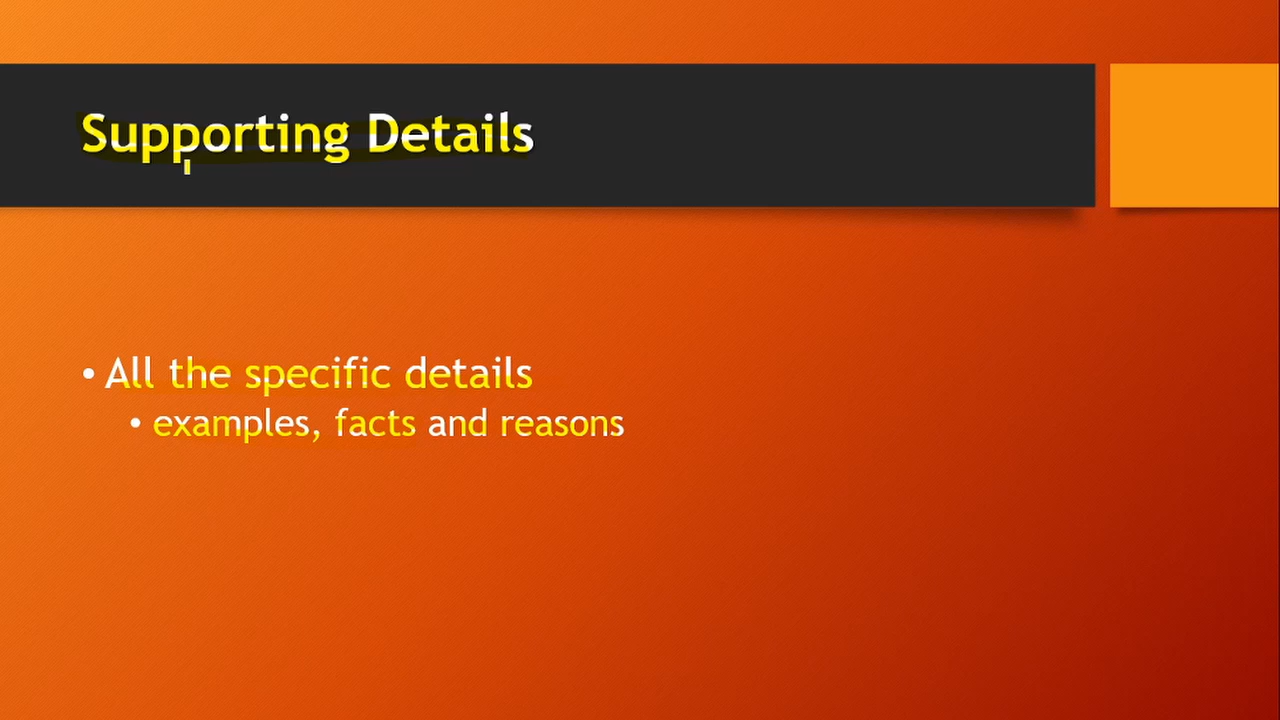 Supporting Details
• All the specific details
• examples, facts and reasons